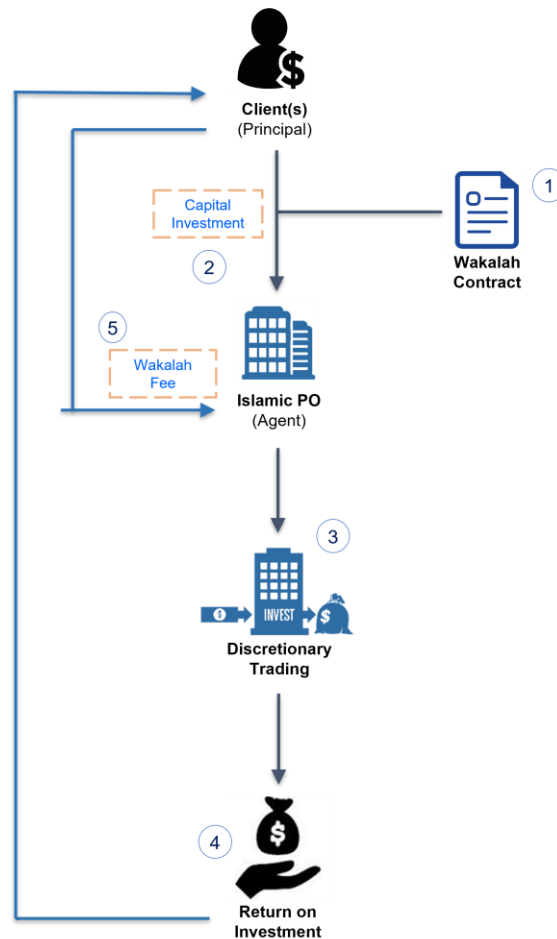 Client(s)
(Principal)
1
Capital
Investment
Wakalah
Contract
2
5
Wakalah
Fee
Islamic PO
(Agent)
3
$
INVEST
$
Discretionary
Trading
$
4
Return on
Investment